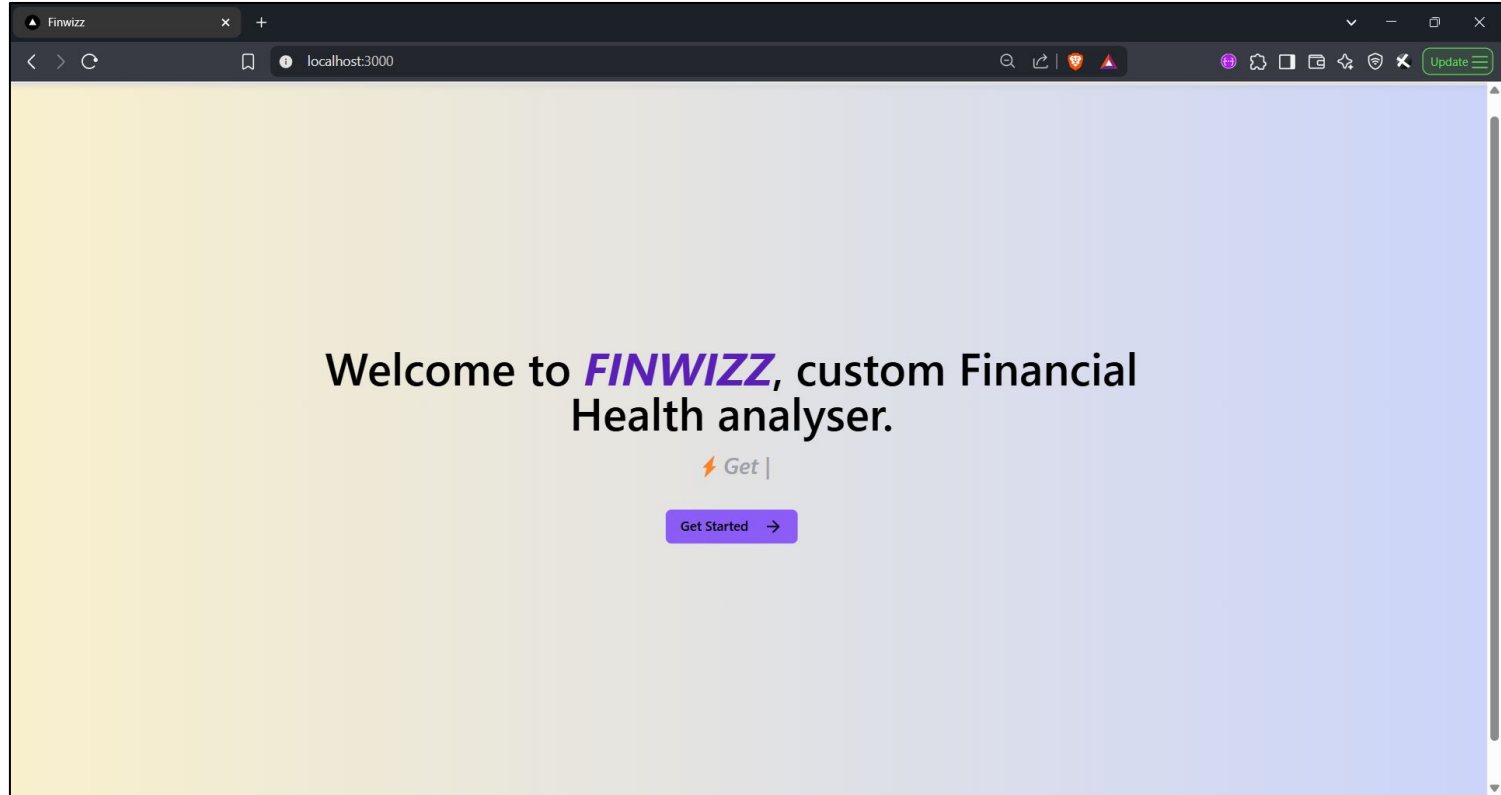 Finwizz
localhost:3000
Update
Welcome to FINWIZZ, custom Financial
Health analyser.
Get |
Get Started